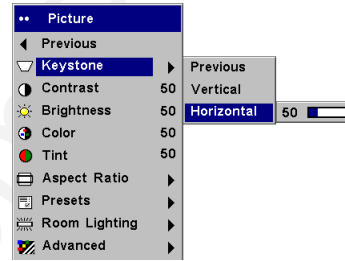 Picture
Previous
Keystone
Contrast 50
Brightness 50
Color 50
Tint 50
Aspect Ratio
Presets
Room Lighting
Advanced
Previous
Vertical
Horizontal 50